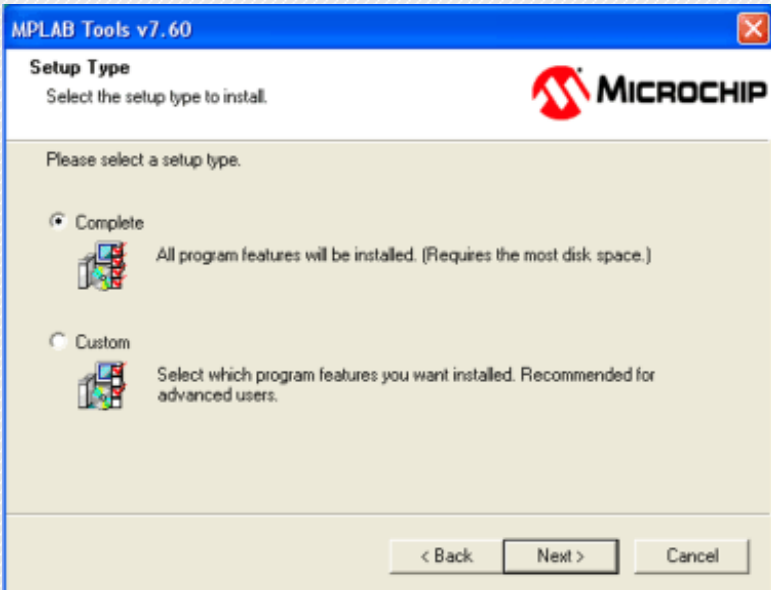 MPLAB Tools v7.60
Setup Type
Select the setup type to install.
MICROCHIP
Please select a setup type.
Complete
All program features will be installed. (Requires the most disk space.)
Custom
Select which program features you want installed. Recommended for
advanced users.
< Back
Next >
Cancel